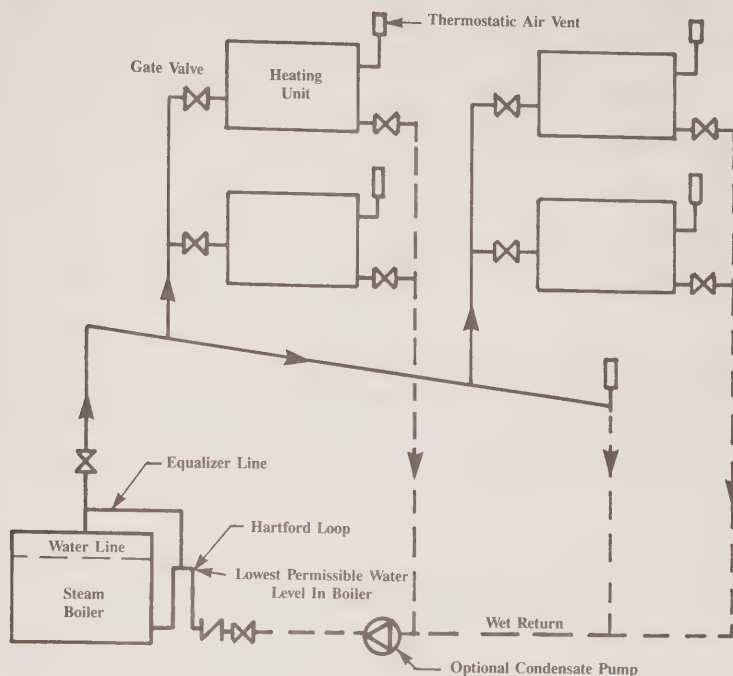 Thermostatic Air Vent
Gate Valve
Heating
Unit
Equalizer Line
Hartford Loop
Water Line
Lowest Permissible Water
Level In Boiler
Steam
Boiler
Wet Return
Optional Condensate Pump